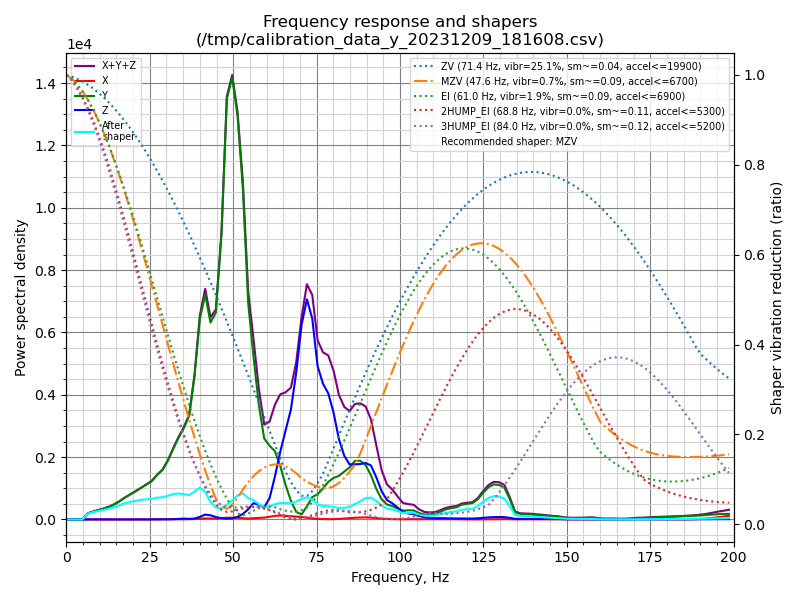 Frequency response and shapers
(/tmp/calibration_data_y_20231209_181608.csv)
1e4
X+Y+Z
X
Y
Z
After
shaper
ZV (71.4 Hz, vibr=25.1%, sm~=0.04, accel<=19900)
MZV (47.6 Hz, vibr=0.7%, sm~=0.09, accel<=6700)
EI (61.0 Hz, vibr=1.9%, sm~=0.09, accel<=6900)
2HUMP_EI (68.8 Hz, vibr=0.0%, sm~=0.11, accel<=5300)
3HUMP_EI (84.0 Hz, vibr=0.0%, sm~=0.12, accel<=5200)
Recommended shaper: MZV
Power spectral density
1.4
1.2
1.0
0.8
0.6
0.4
0.2
0.0
1.0
0.8
0.6
0.4
0.2
0.0
Shaper vibration reduction (ratio)
0 25 50 75 100 125 150 175 200
Frequency, Hz